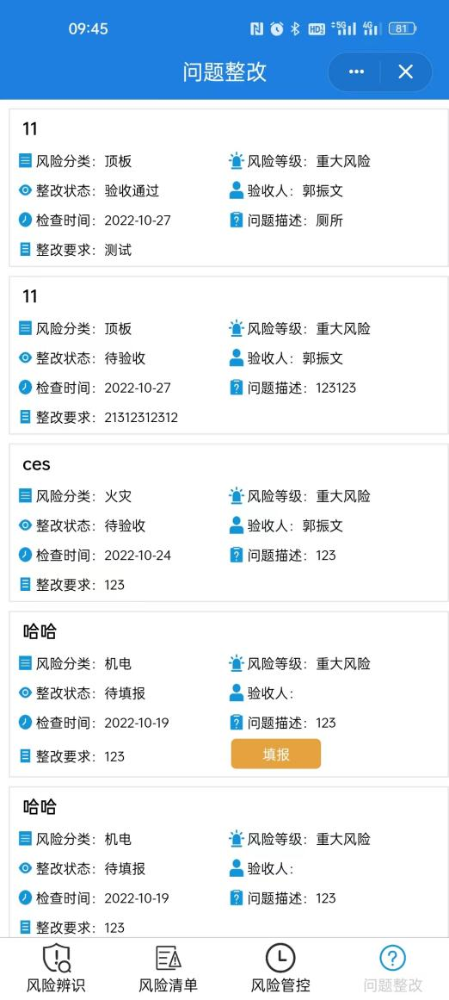 09:45 HD1 5G 4G 81
问题整改
11
风险分类：顶板 风险等级：重大风险
整改状态：验收通过 验收人：郭振文
检查时间：2022-10-27 问题描述：厕所
整改要求：测试
11
风险分类：顶板 风险等级：重大风险
整改状态：待验收 验收人：郭振文
检查时间：2022-10-27 问题描述：123123
整改要求：21312312312
ces
风险分类：火灾 风险等级：重大风险
整改状态：待验收 验收人：郭振文
检查时间：2022-10-24 问题描述：123
整改要求：123
哈哈
风险分类：机电 风险等级：重大风险
整改状态：待填报 验收人：
检查时间：2022-10-19 问题描述：123
整改要求：123 填报
哈哈
风险分类：机电 风险等级：重大风险
整改状态：待填报 验收人：
检查时间：2022-10-19 问题描述：123
整改要求：123
风险辨识 风险清单 风险管控 问题整改